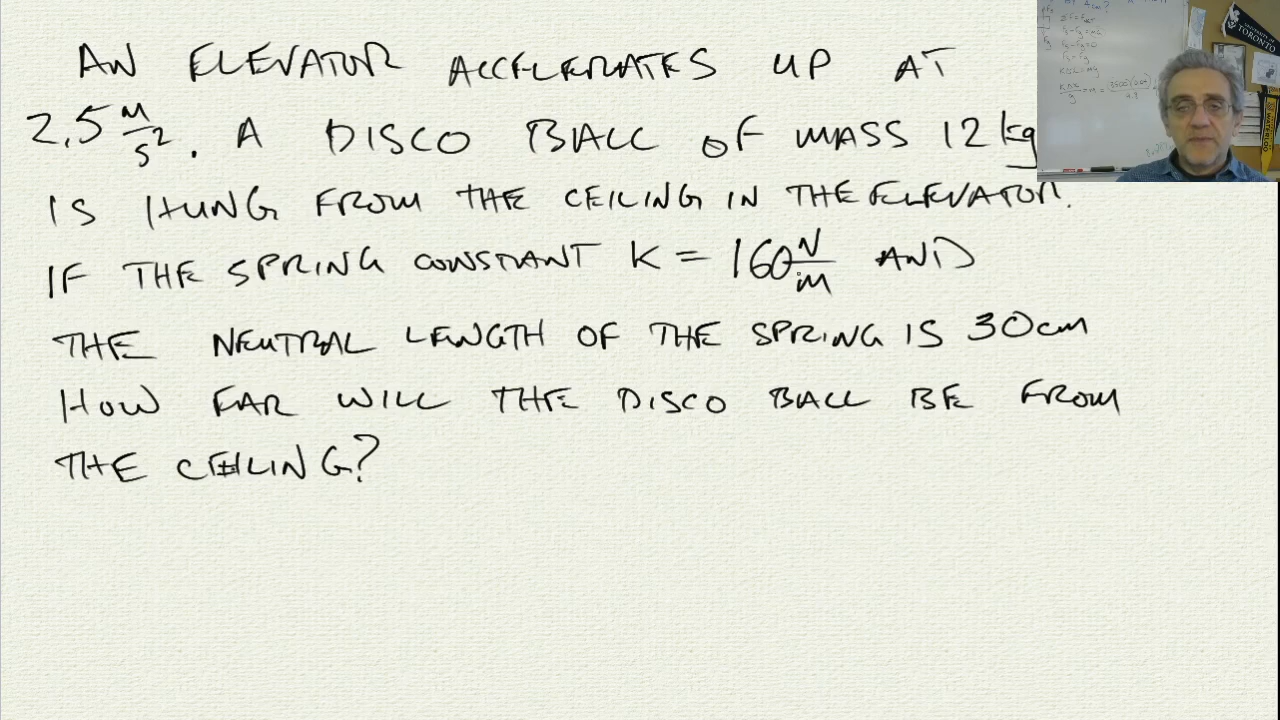 AN ELEVATOR ACCELERATES UP AT
2.5 m/s². A DISCO BALL OF MASS 12 kg
IS HUNG FROM THE CEILING IN THE ELEVATOR.
IF THE SPRING CONSTANT K = 160 N/m AND
THE NEUTRAL LENGTH OF THE SPRING IS 30cm
HOW FAR WILL THE DISCO BALL BE FROM
THE CEILING?
TORONTO